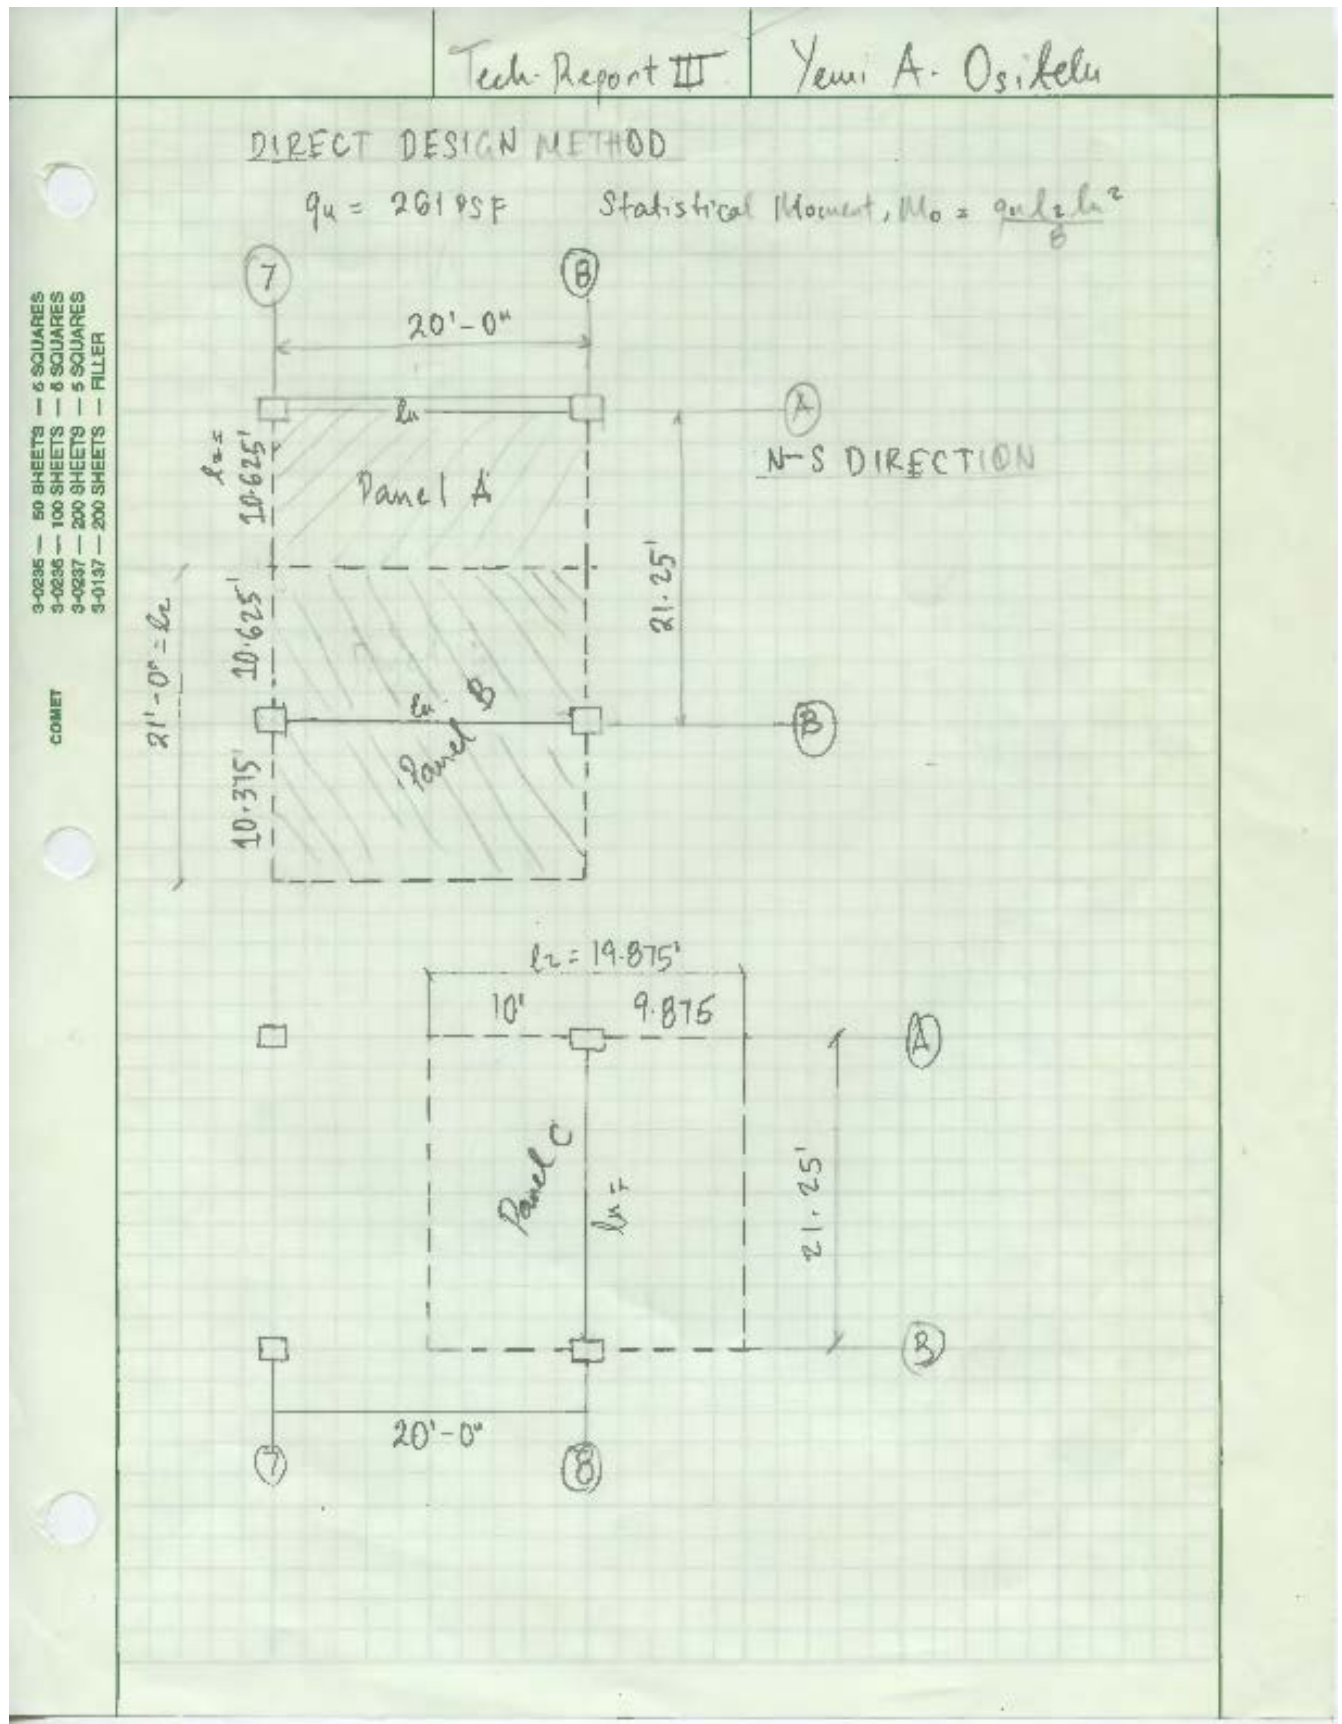 Tech-Report III
Yemi A. Ositelu
DIRECT DESIGN METHOD
qu = 261 PSF
Statistical Moment, Mo = qu l2 ln²
8
7
8
20'-0"
ln
A
l2 =
10.625'
Panel A
N-S DIRECTION
21.25'
21'-0" = l2
10.625'
ln
Panel B
B
10.375'
l2 = 19.875'
10'
9.875
A
Panel C
ln =
21.25'
B
20'-0"
7
8
3-0235 — 50 SHEETS — 5 SQUARES
3-0236 — 100 SHEETS — 5 SQUARES
3-0237 — 200 SHEETS — 5 SQUARES
3-0137 — 200 SHEETS — FILLER
COMET